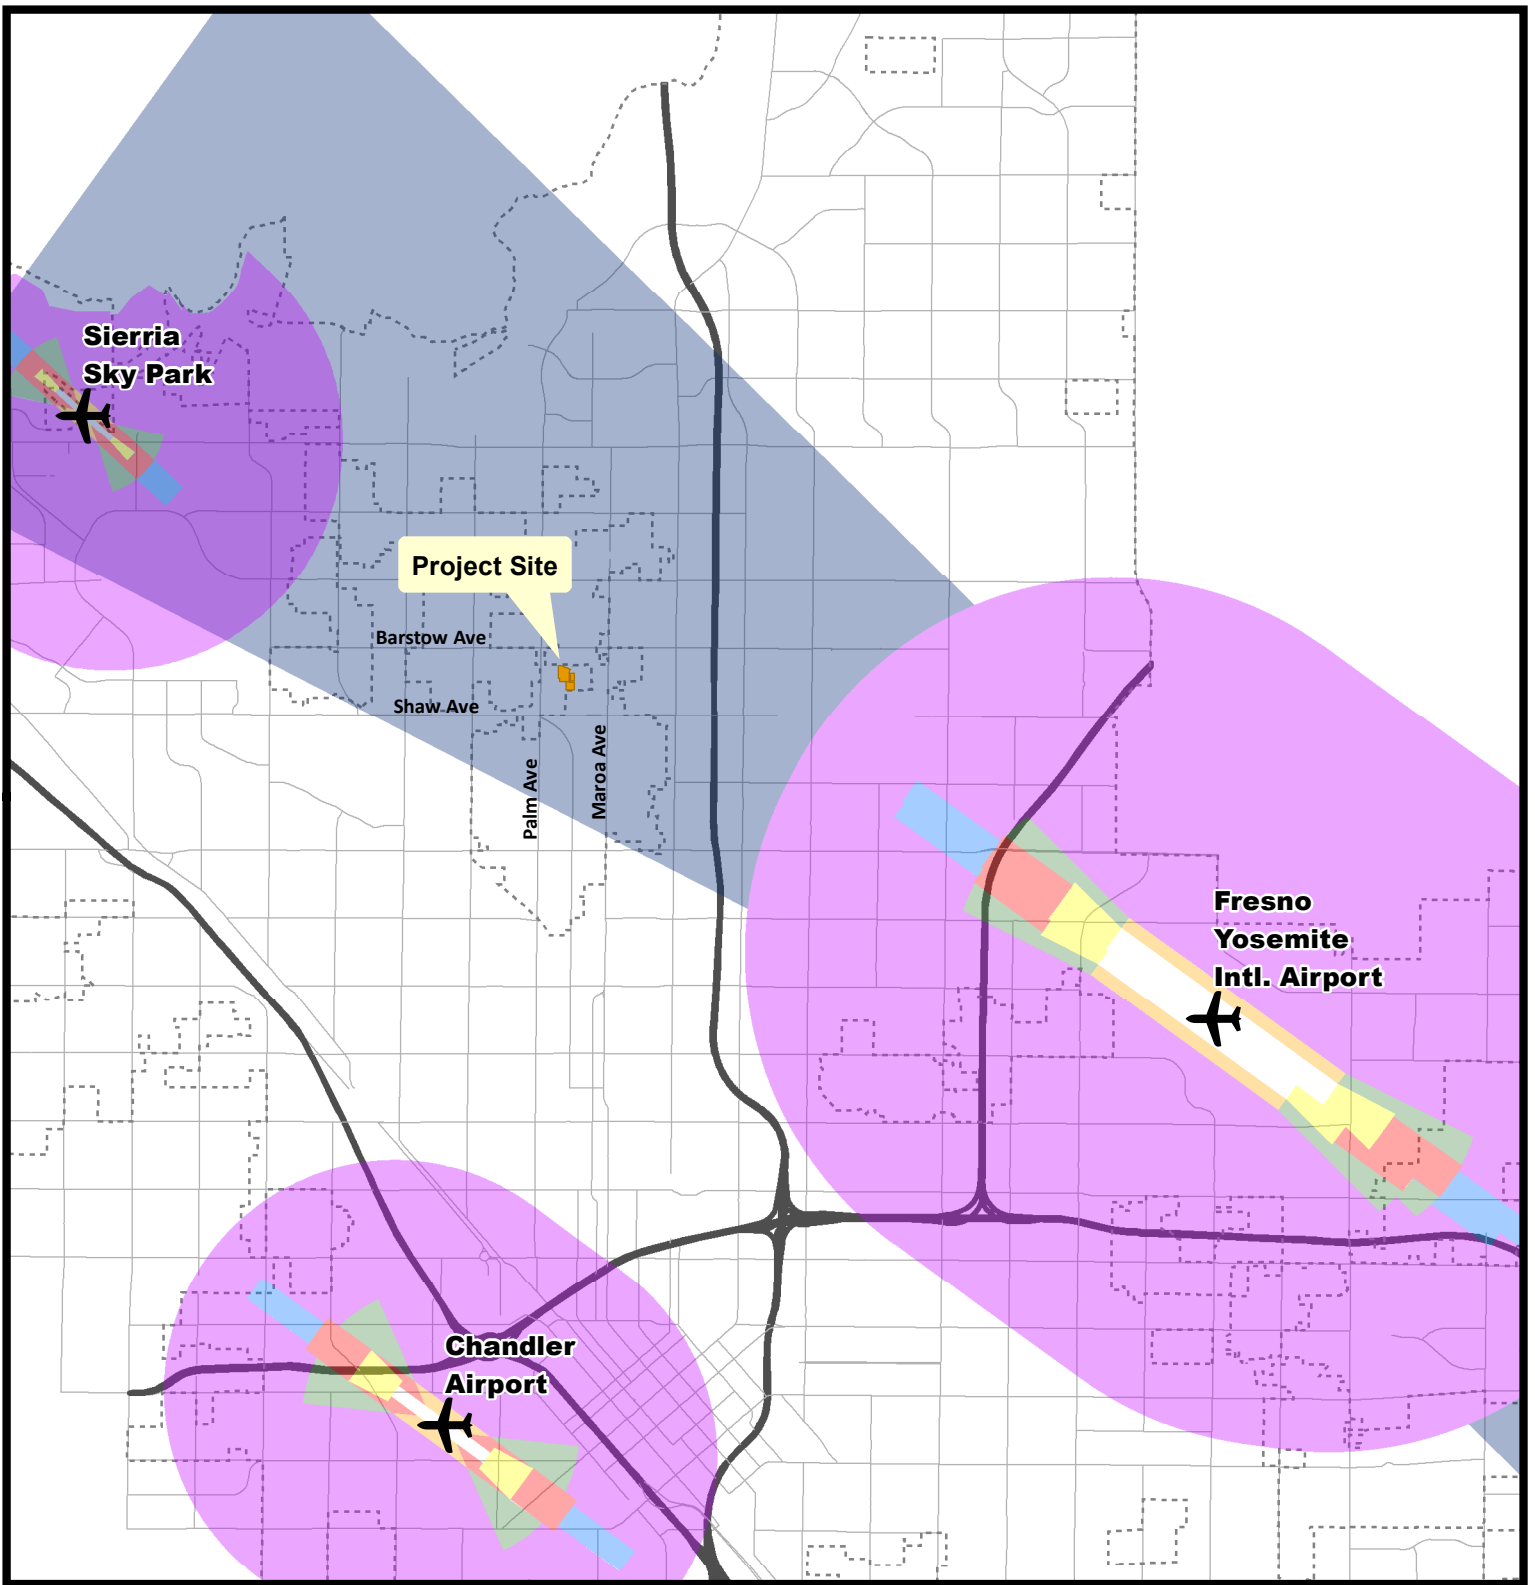 Sierria
Sky Park
Project Site
Barstow Ave
Shaw Ave
Palm Ave
Maroa Ave
Fresno
Yosemite
Intl. Airport
Chandler
Airport